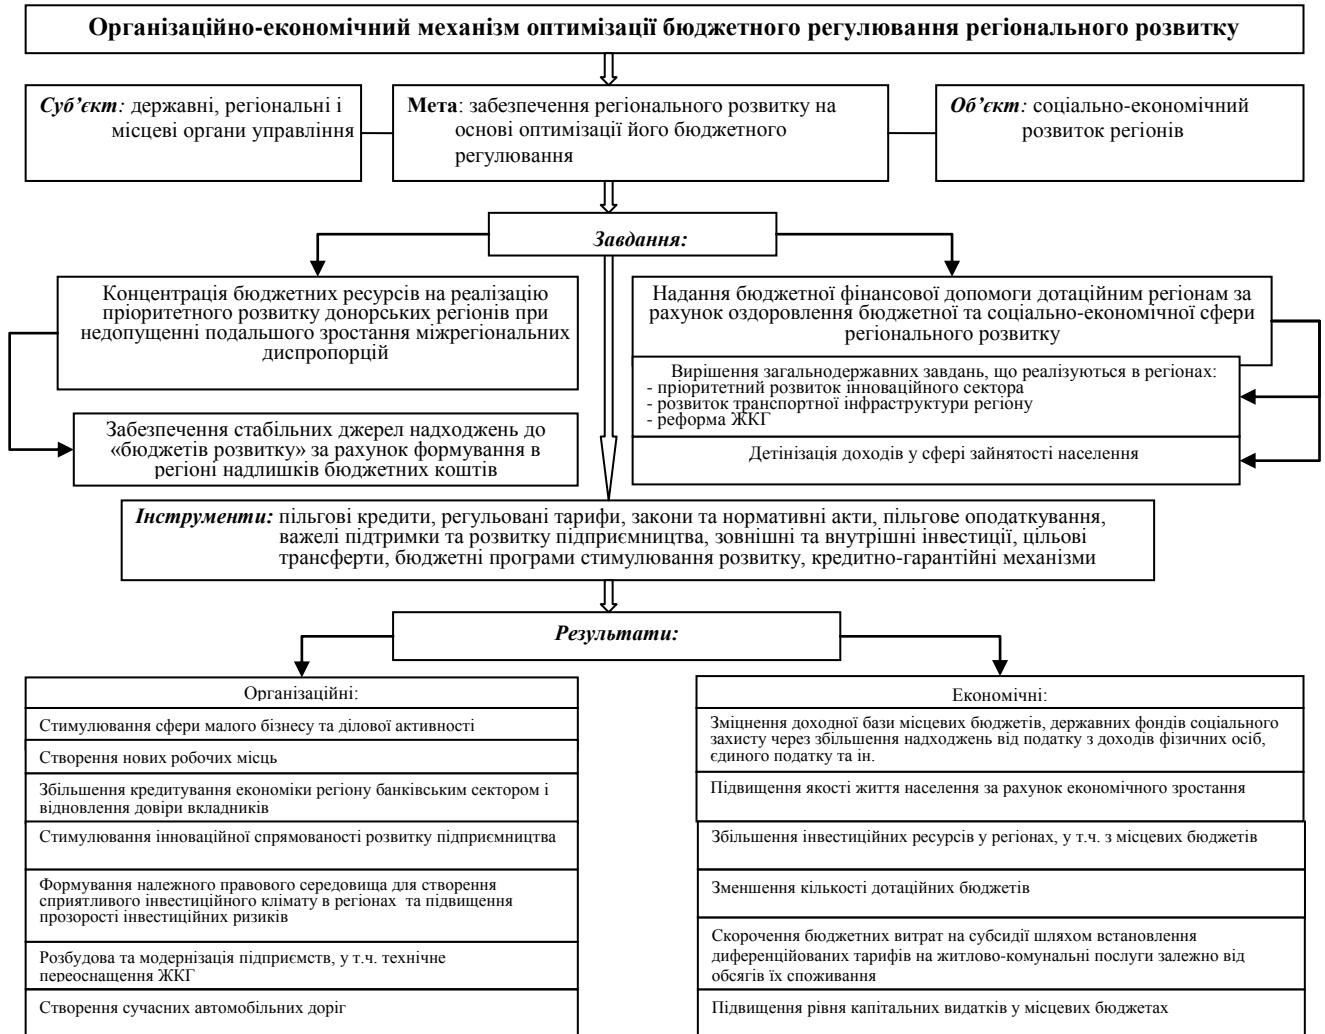 Організаційно-економічний механізм оптимізації бюджетного регулювання регіонального розвитку
Суб’єкт: державні, регіональні і
місцеві органи управління
Мета: забезпечення регіонального розвитку на
основі оптимізації його бюджетного
регулювання
Об’єкт: соціально-економічний
розвиток регіонів
Завдання:
Концентрація бюджетних ресурсів на реалізацію
пріоритетного розвитку донорських регіонів при
недопущенні подальшого зростання міжрегіональних
диспропорцій
Забезпечення стабільних джерел надходжень до
«бюджетів розвитку» за рахунок формування в
регіоні надлишків бюджетних коштів
Надання бюджетної фінансової допомоги дотаційним регіонам за
рахунок оздоровлення бюджетної та соціально-економічної сфери
регіонального розвитку
Вирішення загальнодержавних завдань, що реалізуються в регіонах:
- пріоритетний розвиток інноваційного сектора
- розвиток транспортної інфраструктури регіону
- реформа ЖКГ
Детінізація доходів у сфері зайнятості населення
Інструменти: пільгові кредити, регульовані тарифи, закони та нормативні акти, пільгове оподаткування,
важелі підтримки та розвитку підприємництва, зовнішні та внутрішні інвестиції, цільові
трансферти, бюджетні програми стимулювання розвитку, кредитно-гарантійні механізми
Результати:
Організаційні:
Стимулювання сфери малого бізнесу та ділової активності
Створення нових робочих місць
Збільшення кредитування економіки регіону банківським сектором і
відновлення довіри вкладників
Стимулювання інноваційної спрямованості розвитку підприємництва
Формування належного правового середовища для створення
сприятливого інвестиційного клімату в регіонах та підвищення
прозорості інвестиційних ризиків
Розбудова та модернізація підприємств, у т.ч. технічне
переоснащення ЖКГ
Створення сучасних автомобільних доріг
Економічні:
Зміцнення доходної бази місцевих бюджетів, державних фондів соціального
захисту через збільшення надходжень від податку з доходів фізичних осіб,
єдиного податку та ін.
Підвищення якості життя населення за рахунок економічного зростання
Збільшення інвестиційних ресурсів у регіонах, у т.ч. з місцевих бюджетів
Зменшення кількості дотаційних бюджетів
Скорочення бюджетних витрат на субсидії шляхом встановлення
диференційованих тарифів на житлово-комунальні послуги залежно від
обсягів їх споживання
Підвищення рівня капітальних видатків у місцевих бюджетах